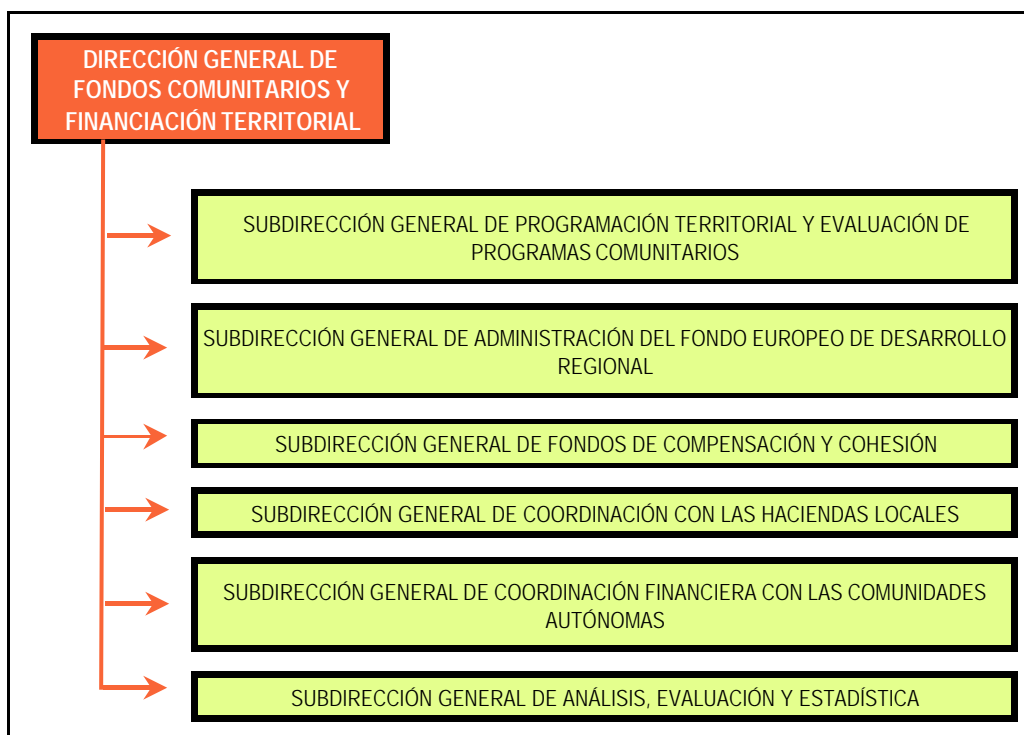 DIRECCIÓN GENERAL DE
FONDOS COMUNITARIOS Y
FINANCIACIÓN TERRITORIAL
SUBDIRECCIÓN GENERAL DE PROGRAMACIÓN TERRITORIAL Y EVALUACIÓN DE
PROGRAMAS COMUNITARIOS
SUBDIRECCIÓN GENERAL DE ADMINISTRACIÓN DEL FONDO EUROPEO DE DESARROLLO
REGIONAL
SUBDIRECCIÓN GENERAL DE FONDOS DE COMPENSACIÓN Y COHESIÓN
SUBDIRECCIÓN GENERAL DE COORDINACIÓN CON LAS HACIENDAS LOCALES
SUBDIRECCIÓN GENERAL DE COORDINACIÓN FINANCIERA CON LAS COMUNIDADES
AUTÓNOMAS
SUBDIRECCIÓN GENERAL DE ANÁLISIS, EVALUACIÓN Y ESTADÍSTICA